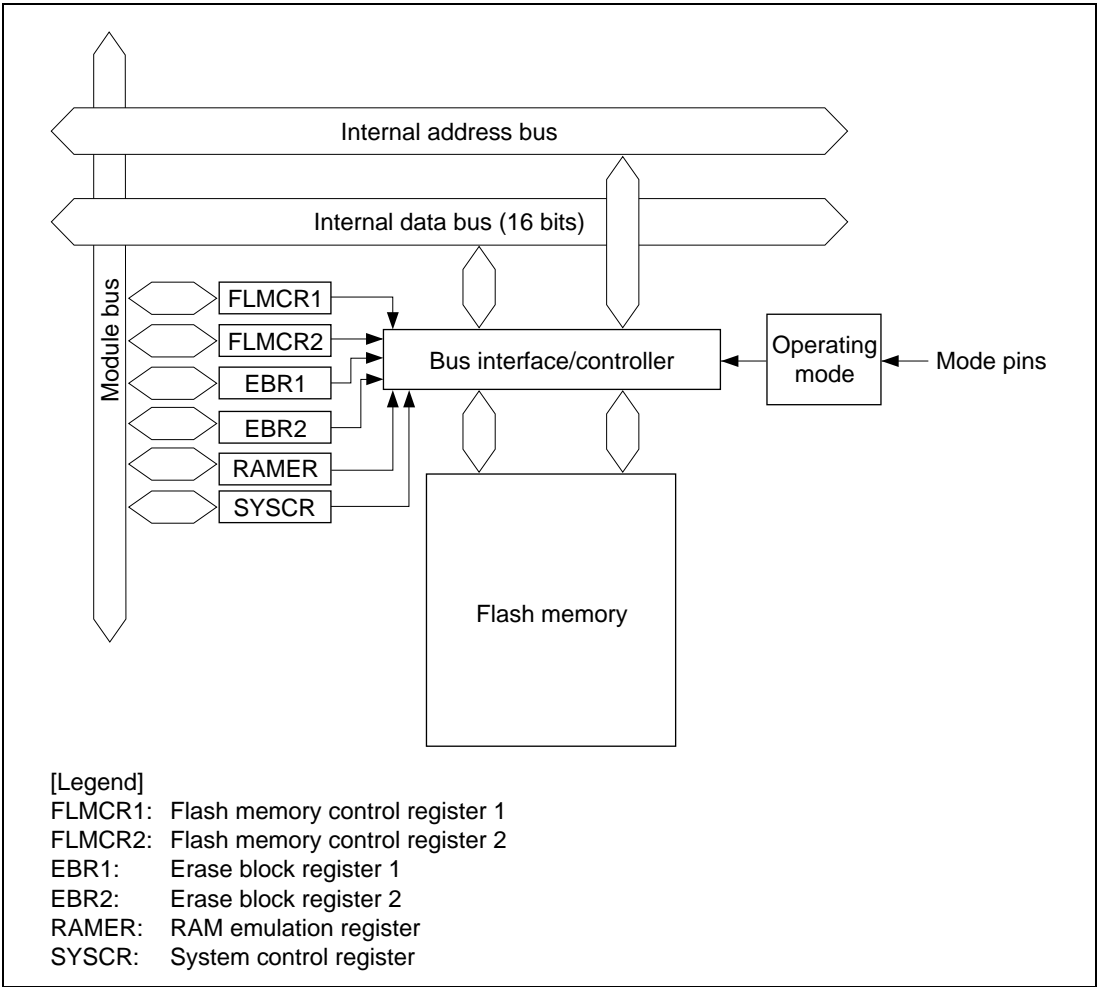 Internal address bus
Internal data bus (16 bits)
Module bus
FLMCR1
FLMCR2
EBR1
EBR2
RAMER
SYSCR
Bus interface/controller
Operating
mode
Mode pins
Flash memory
[Legend]
FLMCR1: Flash memory control register 1
FLMCR2: Flash memory control register 2
EBR1: Erase block register 1
EBR2: Erase block register 2
RAMER: RAM emulation register
SYSCR: System control register